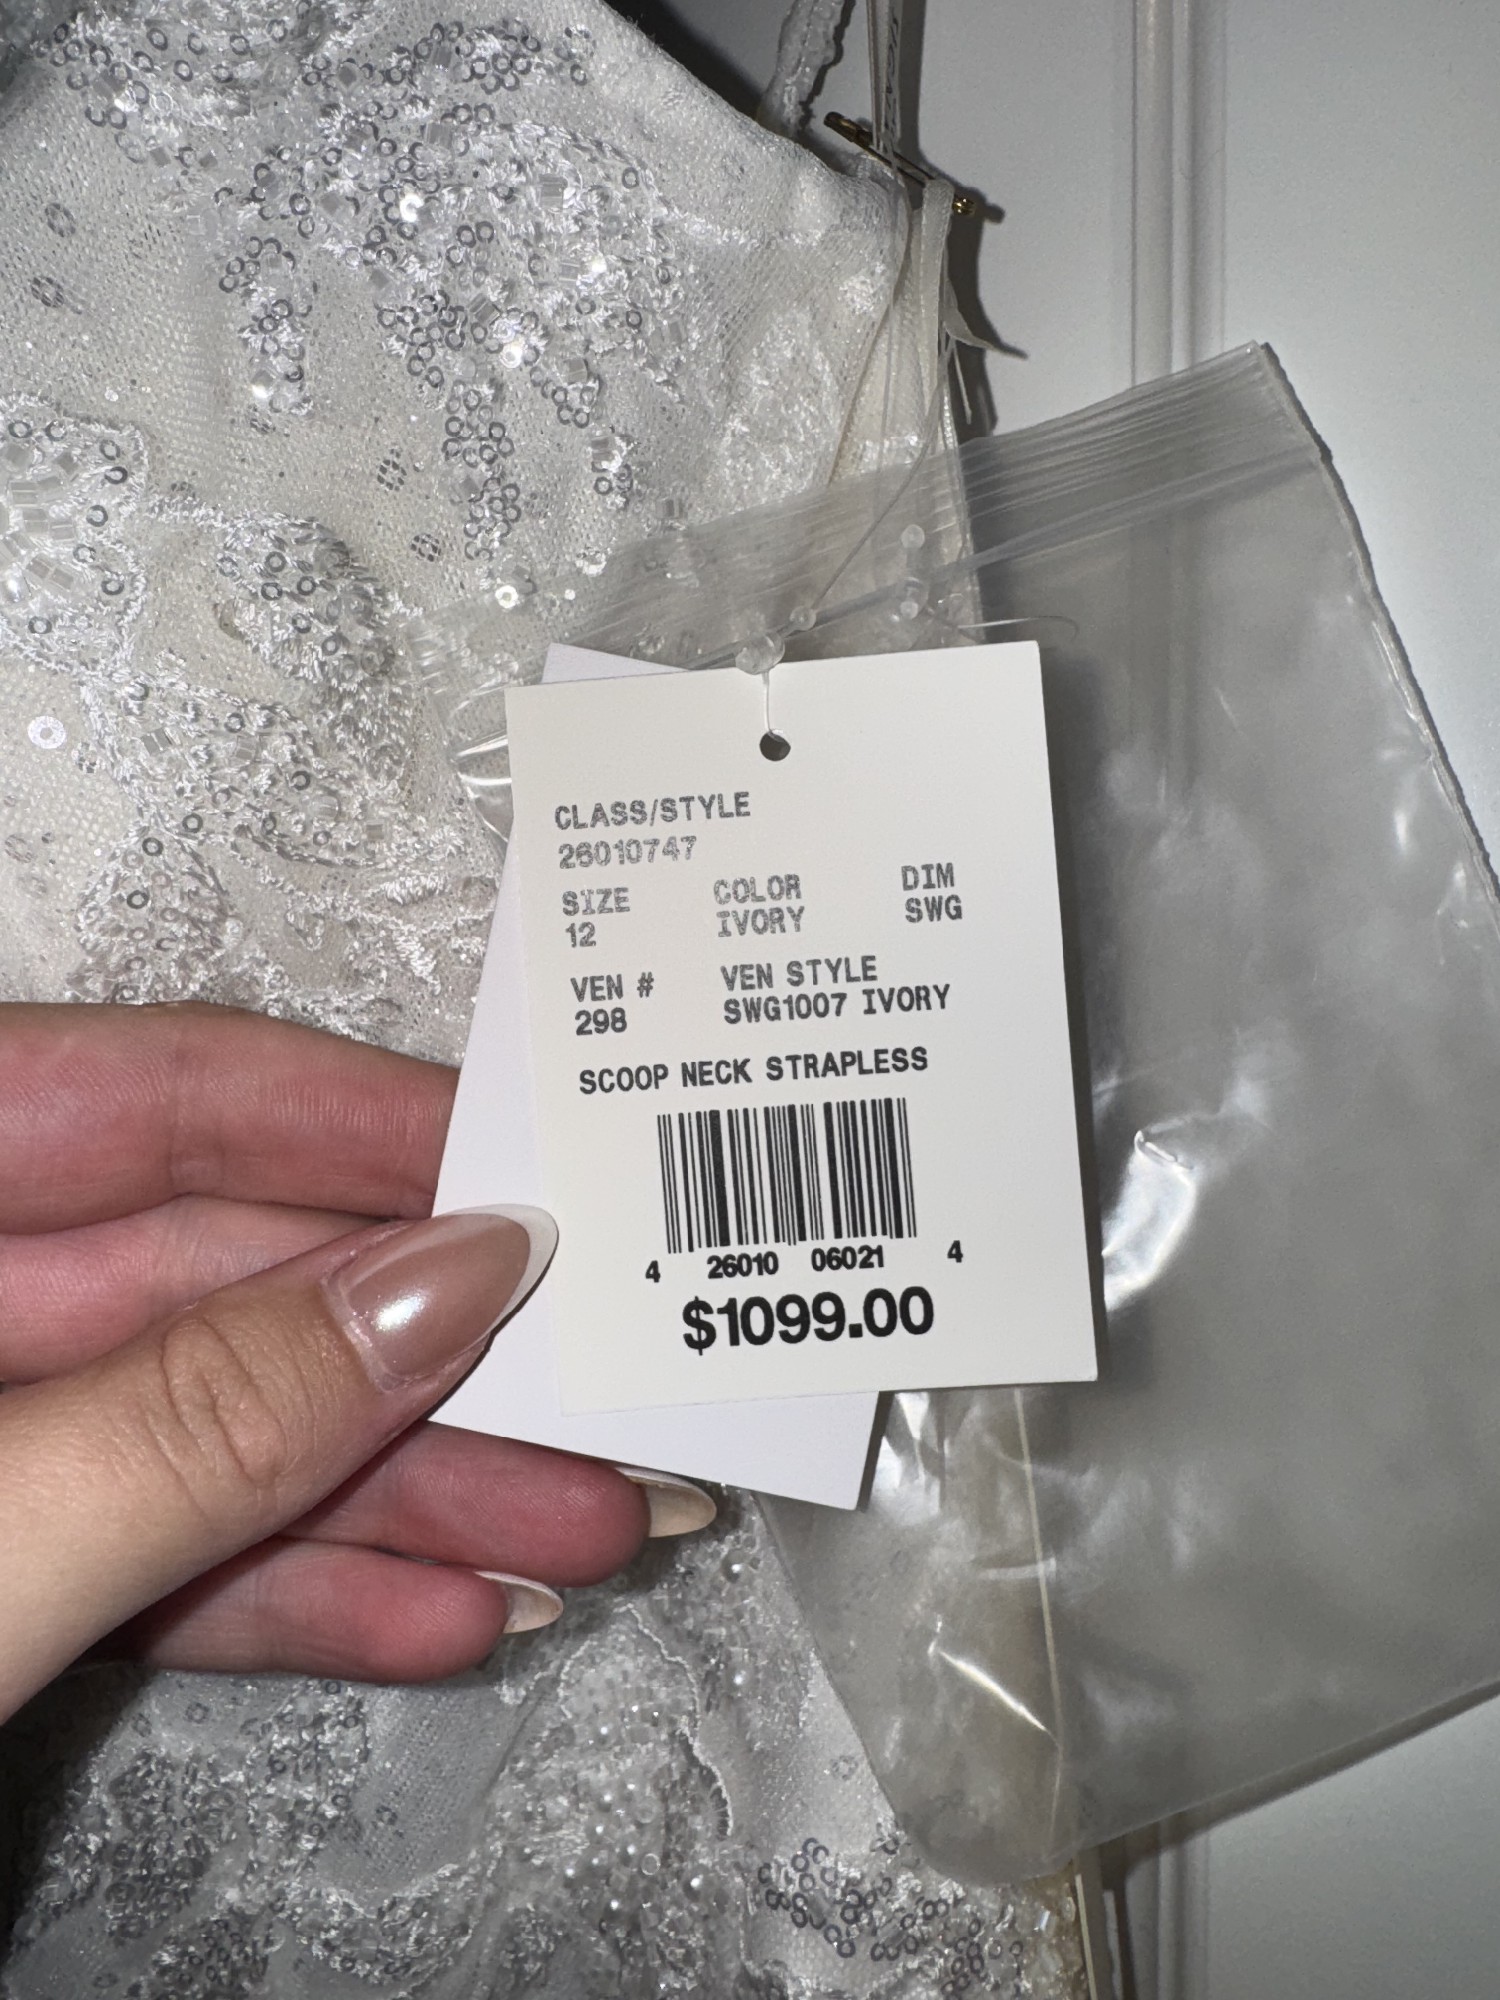 CLASS/STYLE
26010747
SIZE COLOR DIM
12 IVORY SWG
VEN # VEN STYLE
298 SWG1007 IVORY
SCOOP NECK STRAPLESS
4 26010 06021 4
$1099.00